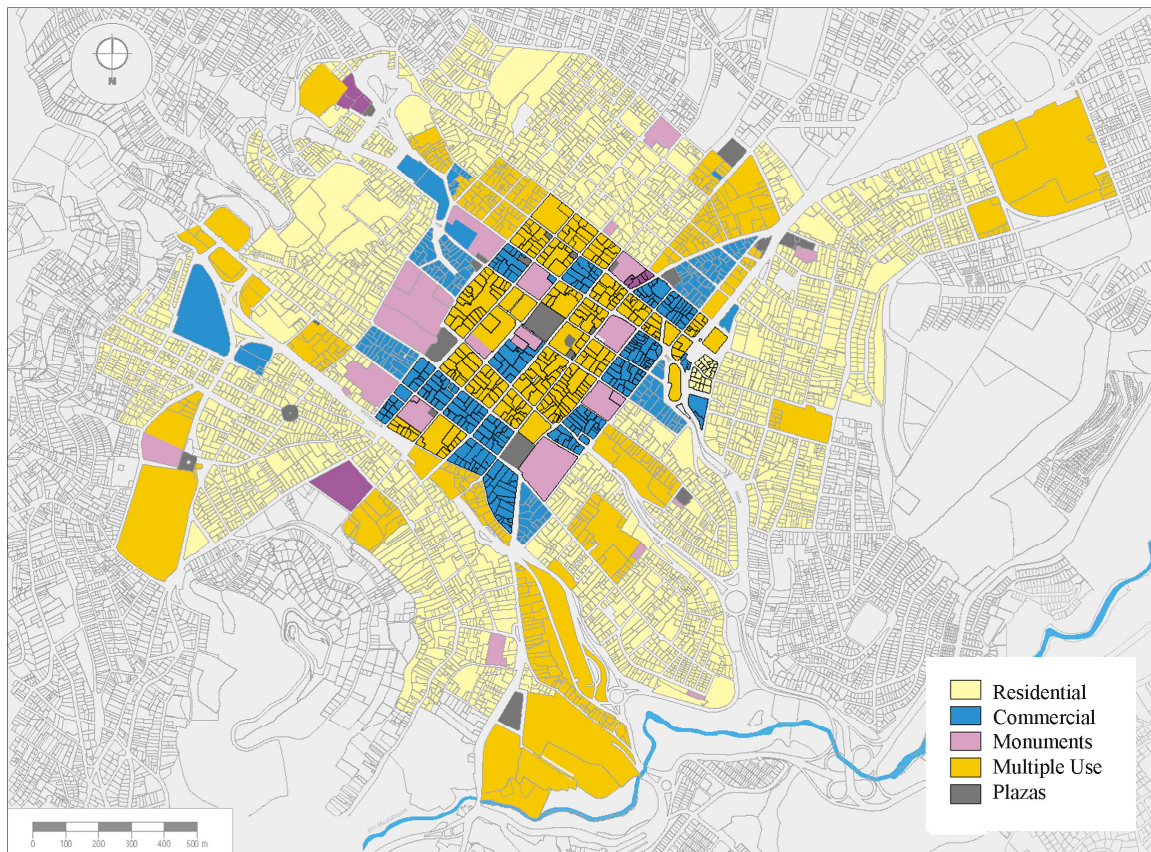 N
Residential
Commercial
Monuments
Multiple Use
Plazas
0 100 200 300 400 500 m